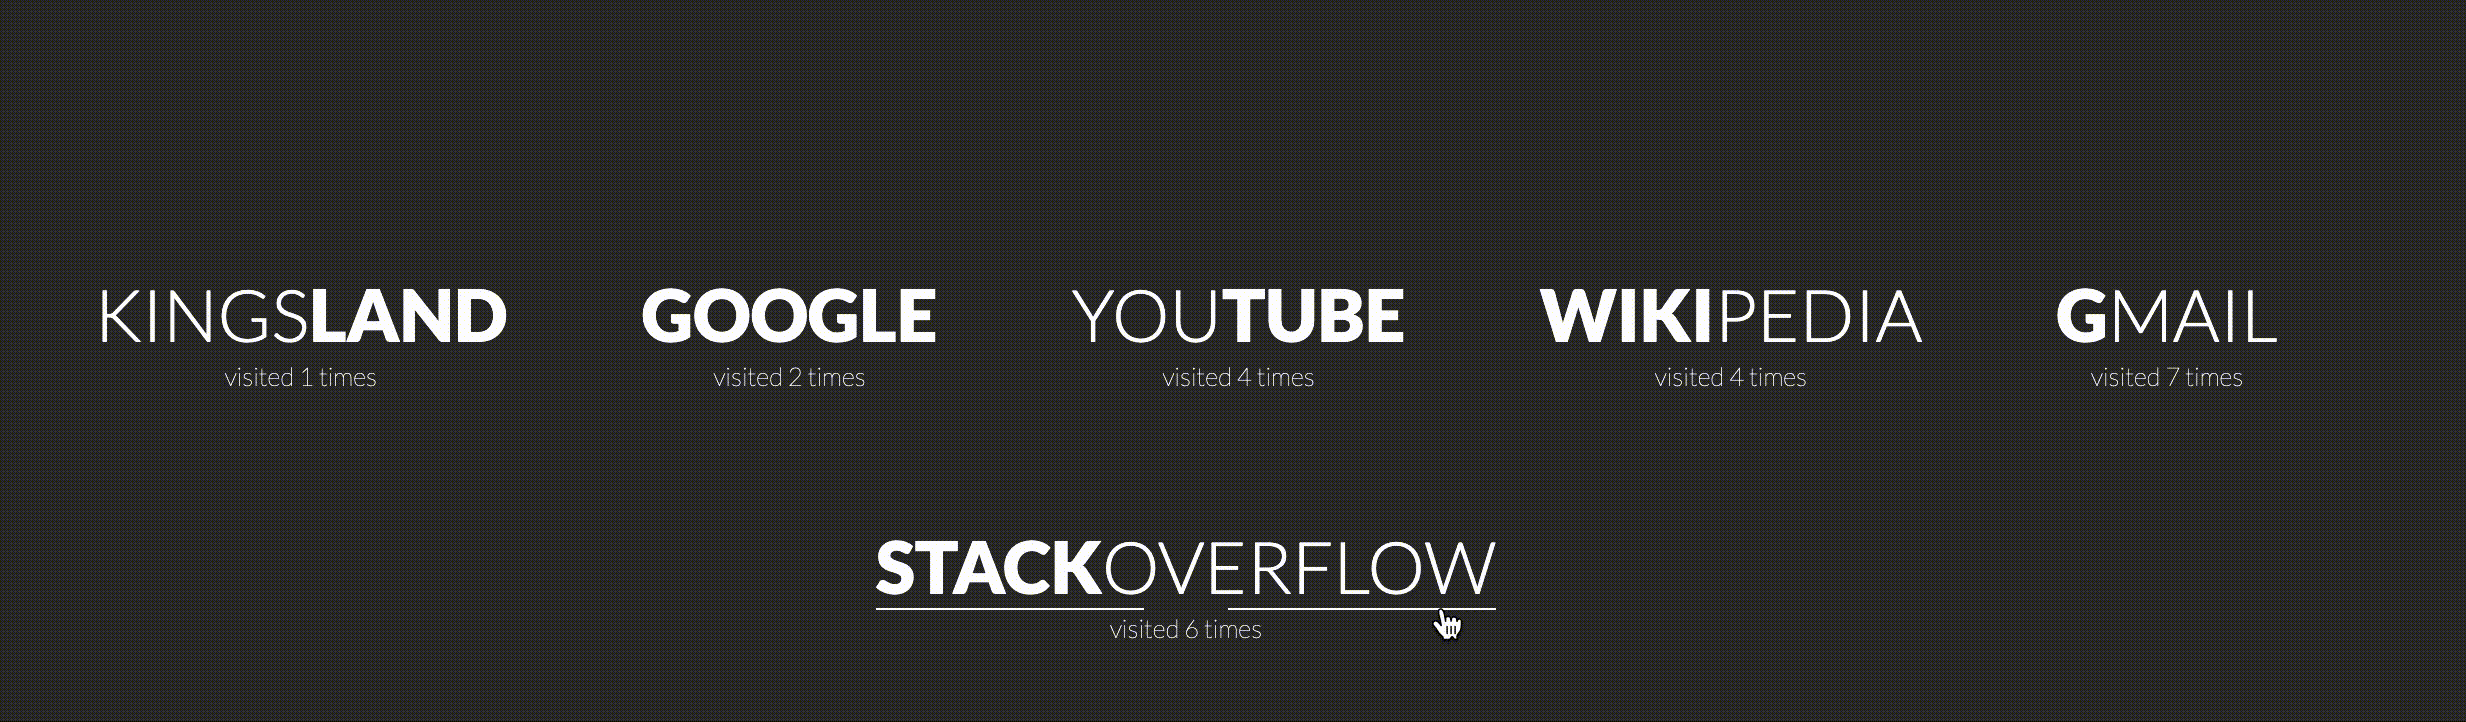 KINGSLAND GOOGLE YOUTUBE WIKIPEDIA GMAIL
visited 1 times visited 2 times visited 4 times visited 4 times visited 7 times
STACKOVERFLOW
visited 6 times